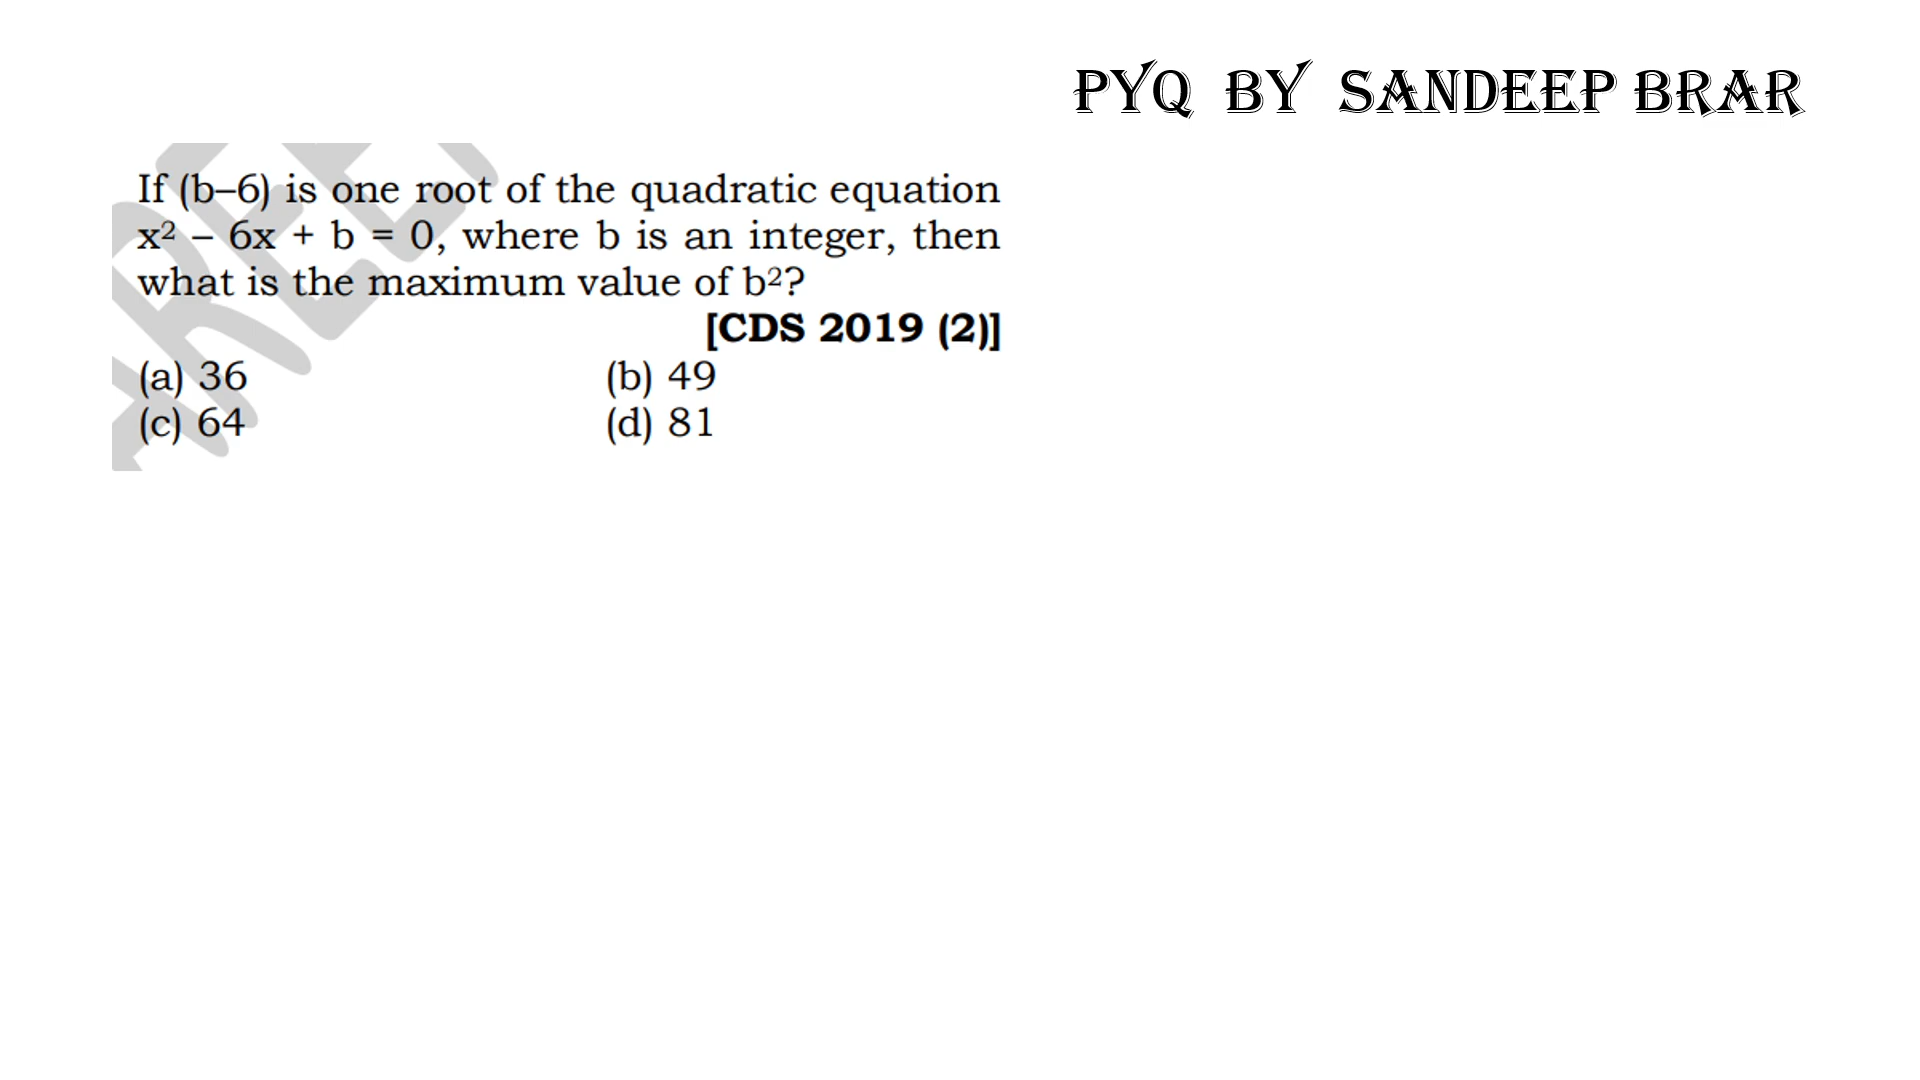 PYQ BY SANDEEP BRAR
If (b–6) is one root of the quadratic equation
x² – 6x + b = 0, where b is an integer, then
what is the maximum value of b²?
[CDS 2019 (2)]
(a) 36 (b) 49
(c) 64 (d) 81